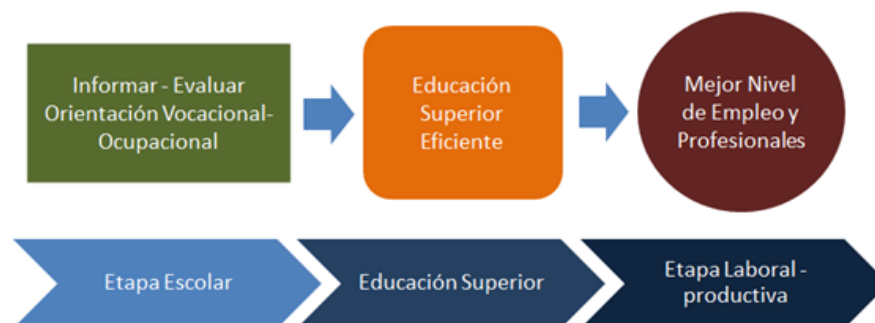 Informar - Evaluar
Orientación Vocacional-
Ocupacional
Educación
Superior
Eficiente
Mejor Nivel
de Empleo y
Profesionales
Etapa Escolar
Educación Superior
Etapa Laboral -
productiva